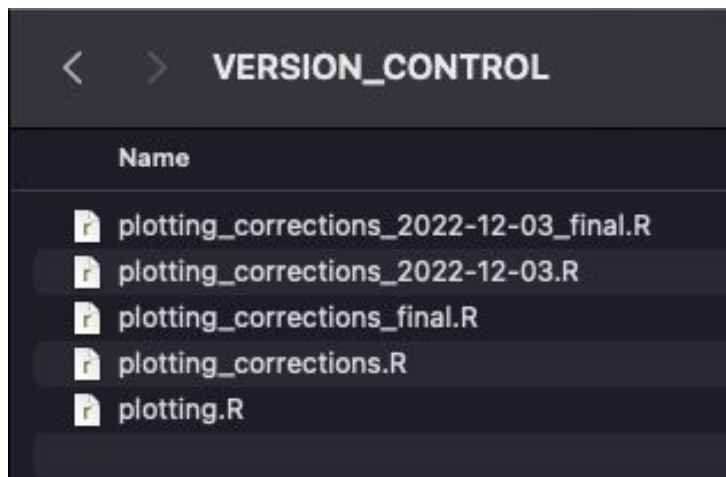 VERSION_CONTROL
Name
plotting_corrections_2022-12-03_final.R
plotting_corrections_2022-12-03.R
plotting_corrections_final.R
plotting_corrections.R
plotting.R